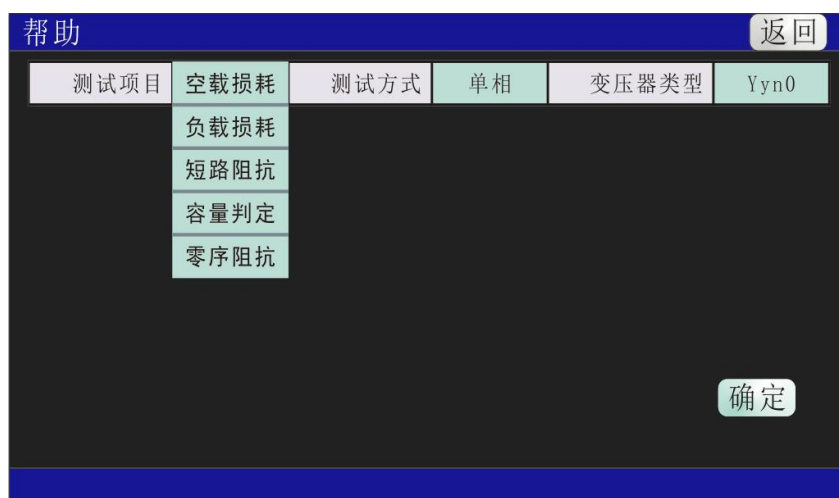 帮助 返回
测试项目 空载损耗 测试方式 单相 变压器类型 Yyn0
负载损耗
短路阻抗
容量判定
零序阻抗
确定